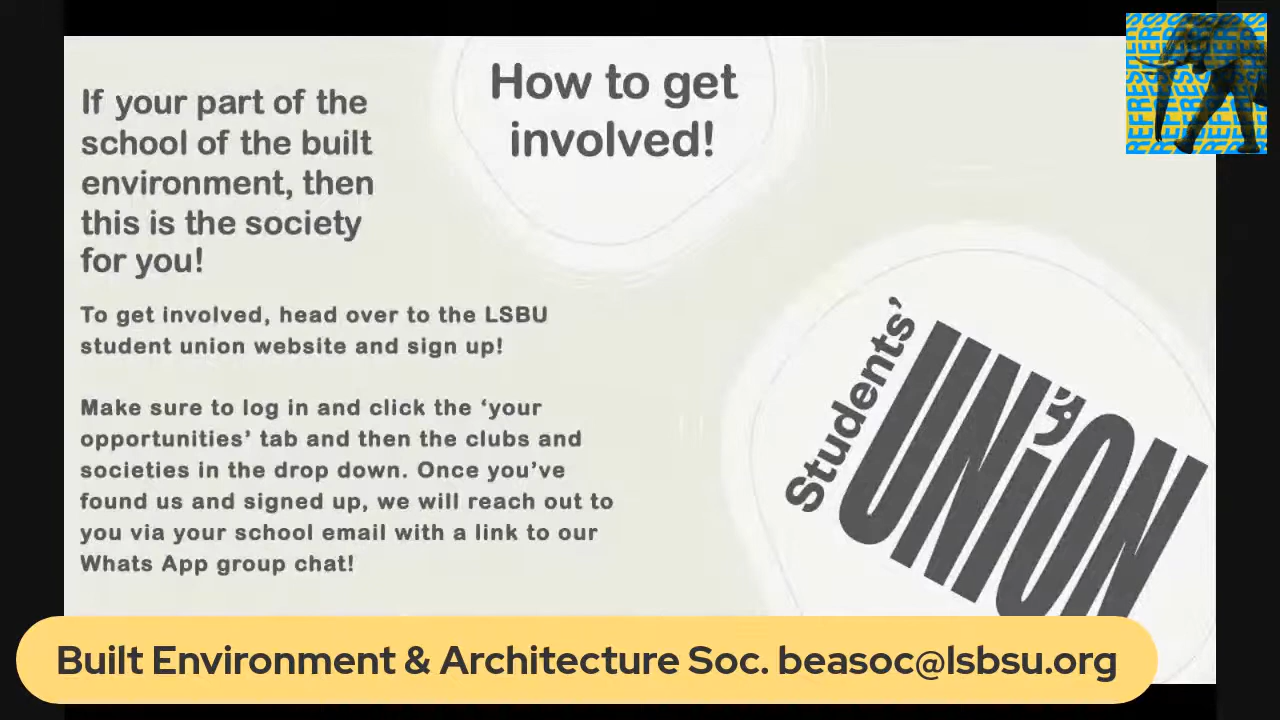 How to get
involved!
If your part of the
school of the built
environment, then
this is the society
for you!
To get involved, head over to the LSBU
student union website and sign up!
Make sure to log in and click the ‘your
opportunities’ tab and then the clubs and
societies in the drop down. Once you’ve
found us and signed up, we will reach out to
you via your school email with a link to our
Whats App group chat!
Students’
UNiON
REFRESHERS
Built Environment & Architecture Soc. beasoc@lsbsu.org